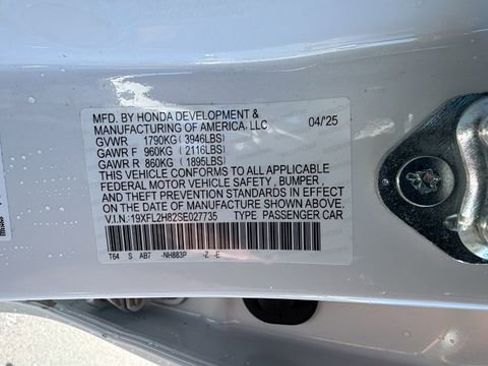 MFD. BY HONDA DEVELOPMENT &
MANUFACTURING OF AMERICA, LLC 04/25
GVWR 1790KG (3946LBS)
GAWR F 960KG (2116LBS)
GAWR R 860KG (1895LBS)
THIS VEHICLE CONFORMS TO ALL APPLICABLE
FEDERAL MOTOR VEHICLE SAFETY, BUMPER,
AND THEFT PREVENTION STANDARDS IN EFFECT
ON THE DATE OF MANUFACTURE SHOWN ABOVE.
V.I.N: 19XFL2H82SE027735 TYPE PASSENGER CAR
T64 S AB7 -NH883P -Z -E